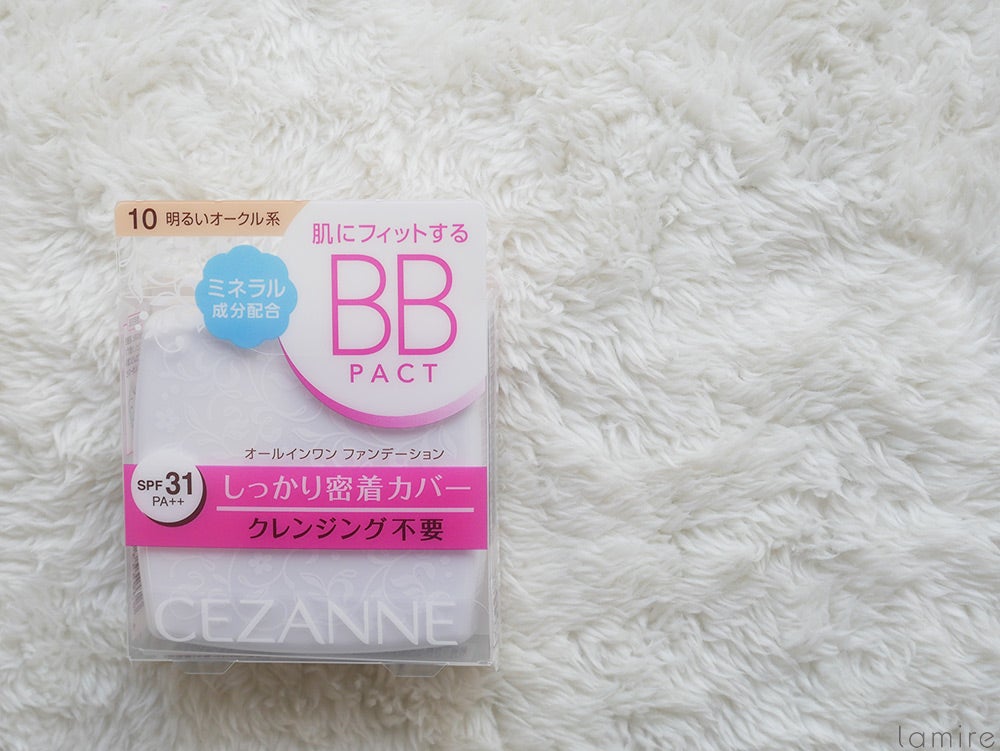 10 明るいオークル系
肌にフィットする
BB
PACT
ミネラル
成分配合
オールインワン ファンデーション
SPF31
PA++
しっかり密着カバー
クレンジング不要
CEZANNE
lamire